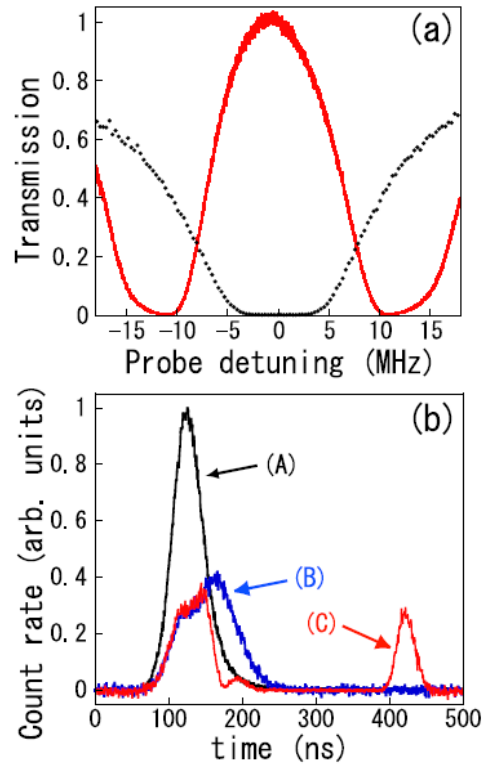 (a)
Transmission
1
0.8
0.6
0.4
0.2
0
−15 −10 −5 0 5 10 15
Probe detuning (MHz)
(b)
Count rate (arb. units)
1
0.8
0.6
0.4
0.2
0
(A)
(B)
(C)
0 100 200 300 400 500
time (ns)